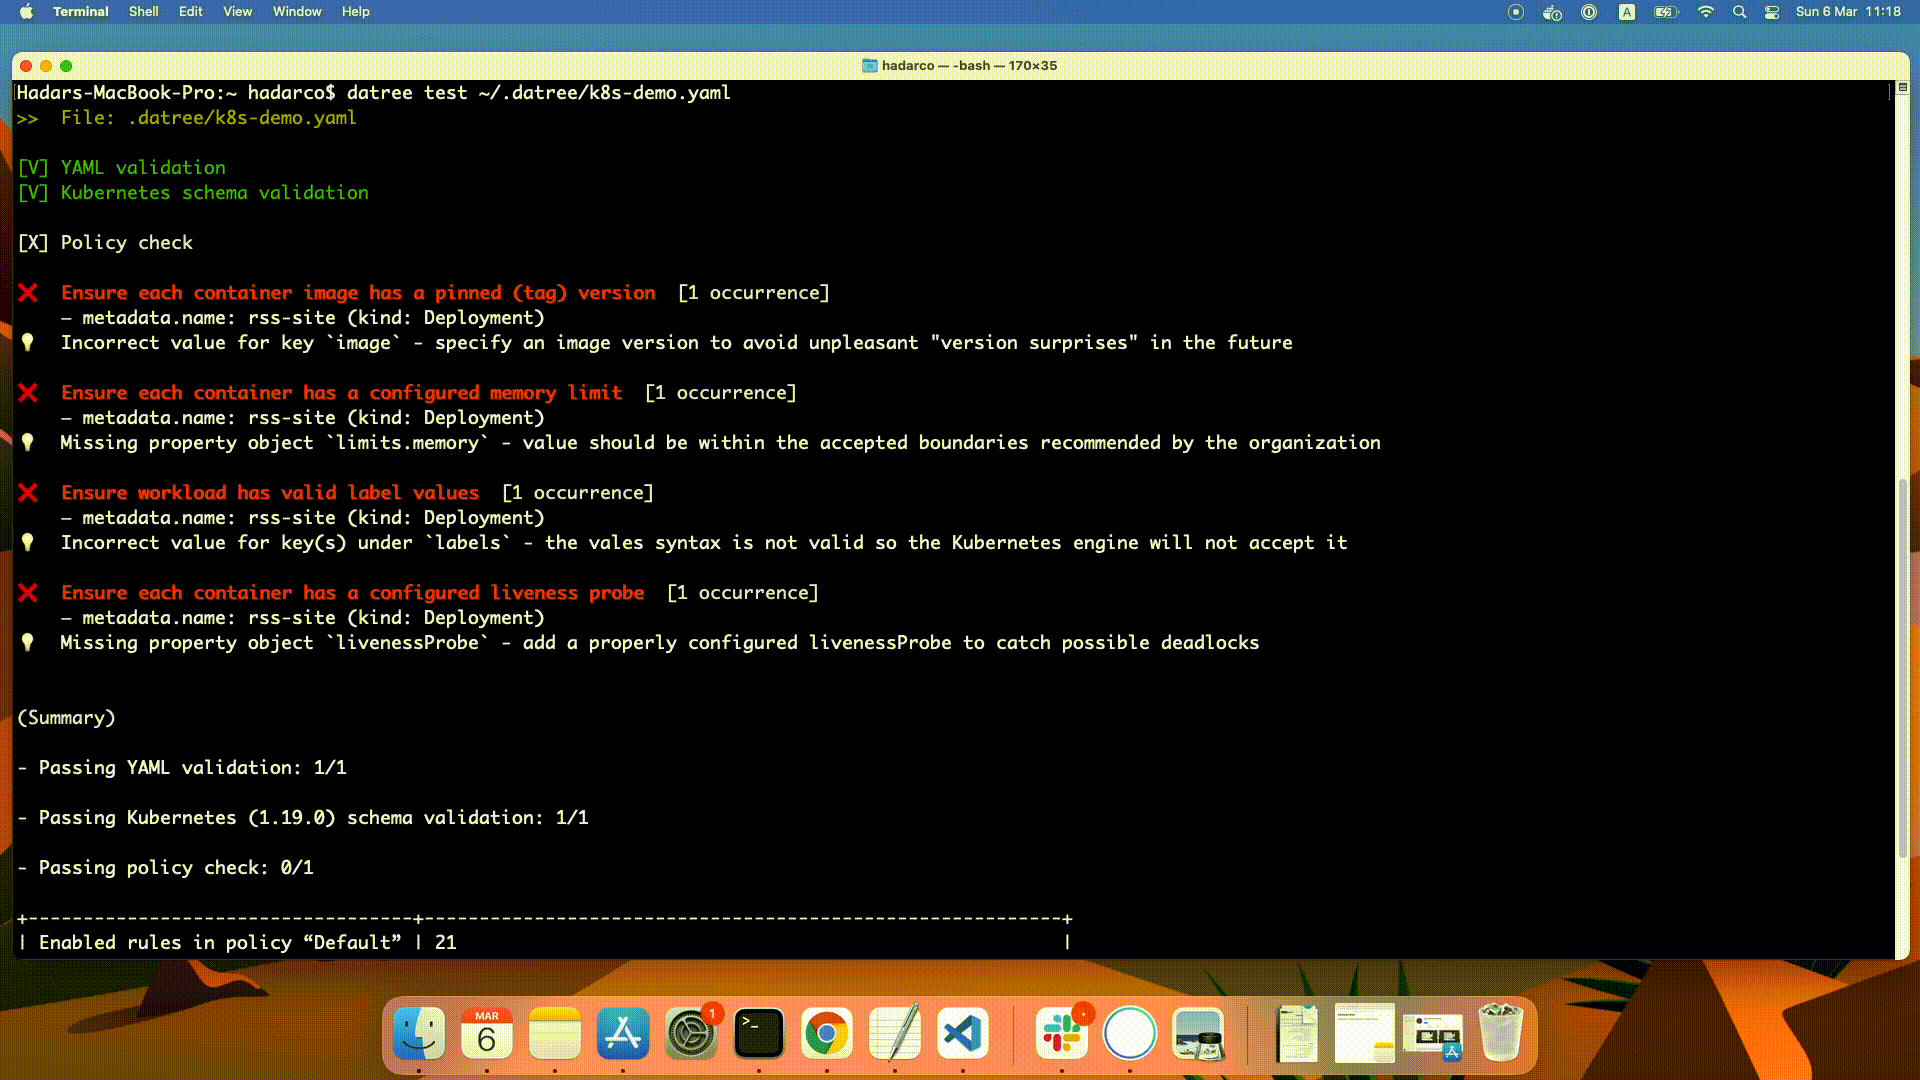 Terminal Shell Edit View Window Help A Sun 6 Mar 11:18
hadarco — -bash — 170×35
Hadars-MacBook-Pro:~ hadarco$ datree test ~/.datree/k8s-demo.yaml
>> File: .datree/k8s-demo.yaml
[V] YAML validation
[V] Kubernetes schema validation
[X] Policy check
❌ Ensure each container image has a pinned (tag) version [1 occurrence]
— metadata.name: rss-site (kind: Deployment)
💡 Incorrect value for key `image` - specify an image version to avoid unpleasant "version surprises" in the future
❌ Ensure each container has a configured memory limit [1 occurrence]
— metadata.name: rss-site (kind: Deployment)
💡 Missing property object `limits.memory` - value should be within the accepted boundaries recommended by the organization
❌ Ensure workload has valid label values [1 occurrence]
— metadata.name: rss-site (kind: Deployment)
💡 Incorrect value for key(s) under `labels` - the vales syntax is not valid so the Kubernetes engine will not accept it
❌ Ensure each container has a configured liveness probe [1 occurrence]
— metadata.name: rss-site (kind: Deployment)
💡 Missing property object `livenessProbe` - add a properly configured livenessProbe to catch possible deadlocks
(Summary)
- Passing YAML validation: 1/1
- Passing Kubernetes (1.19.0) schema validation: 1/1
- Passing policy check: 0/1
+-----------------------------------+----------------------------------------------------------+
| Enabled rules in policy “Default” | 21 |
MAR
6
1
>_